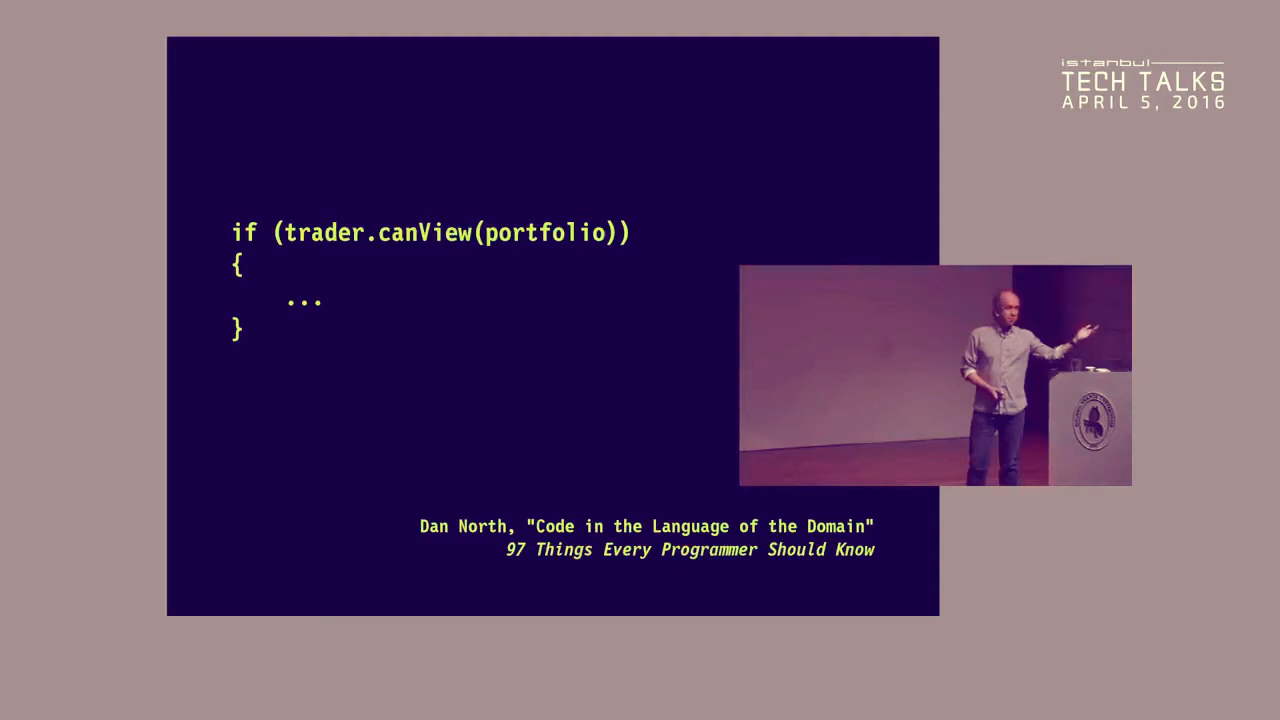 istanbul
TECH TALKS
APRIL 5, 2016
if (trader.canView(portfolio))
{
    ...
}
Dan North, "Code in the Language of the Domain"
97 Things Every Programmer Should Know